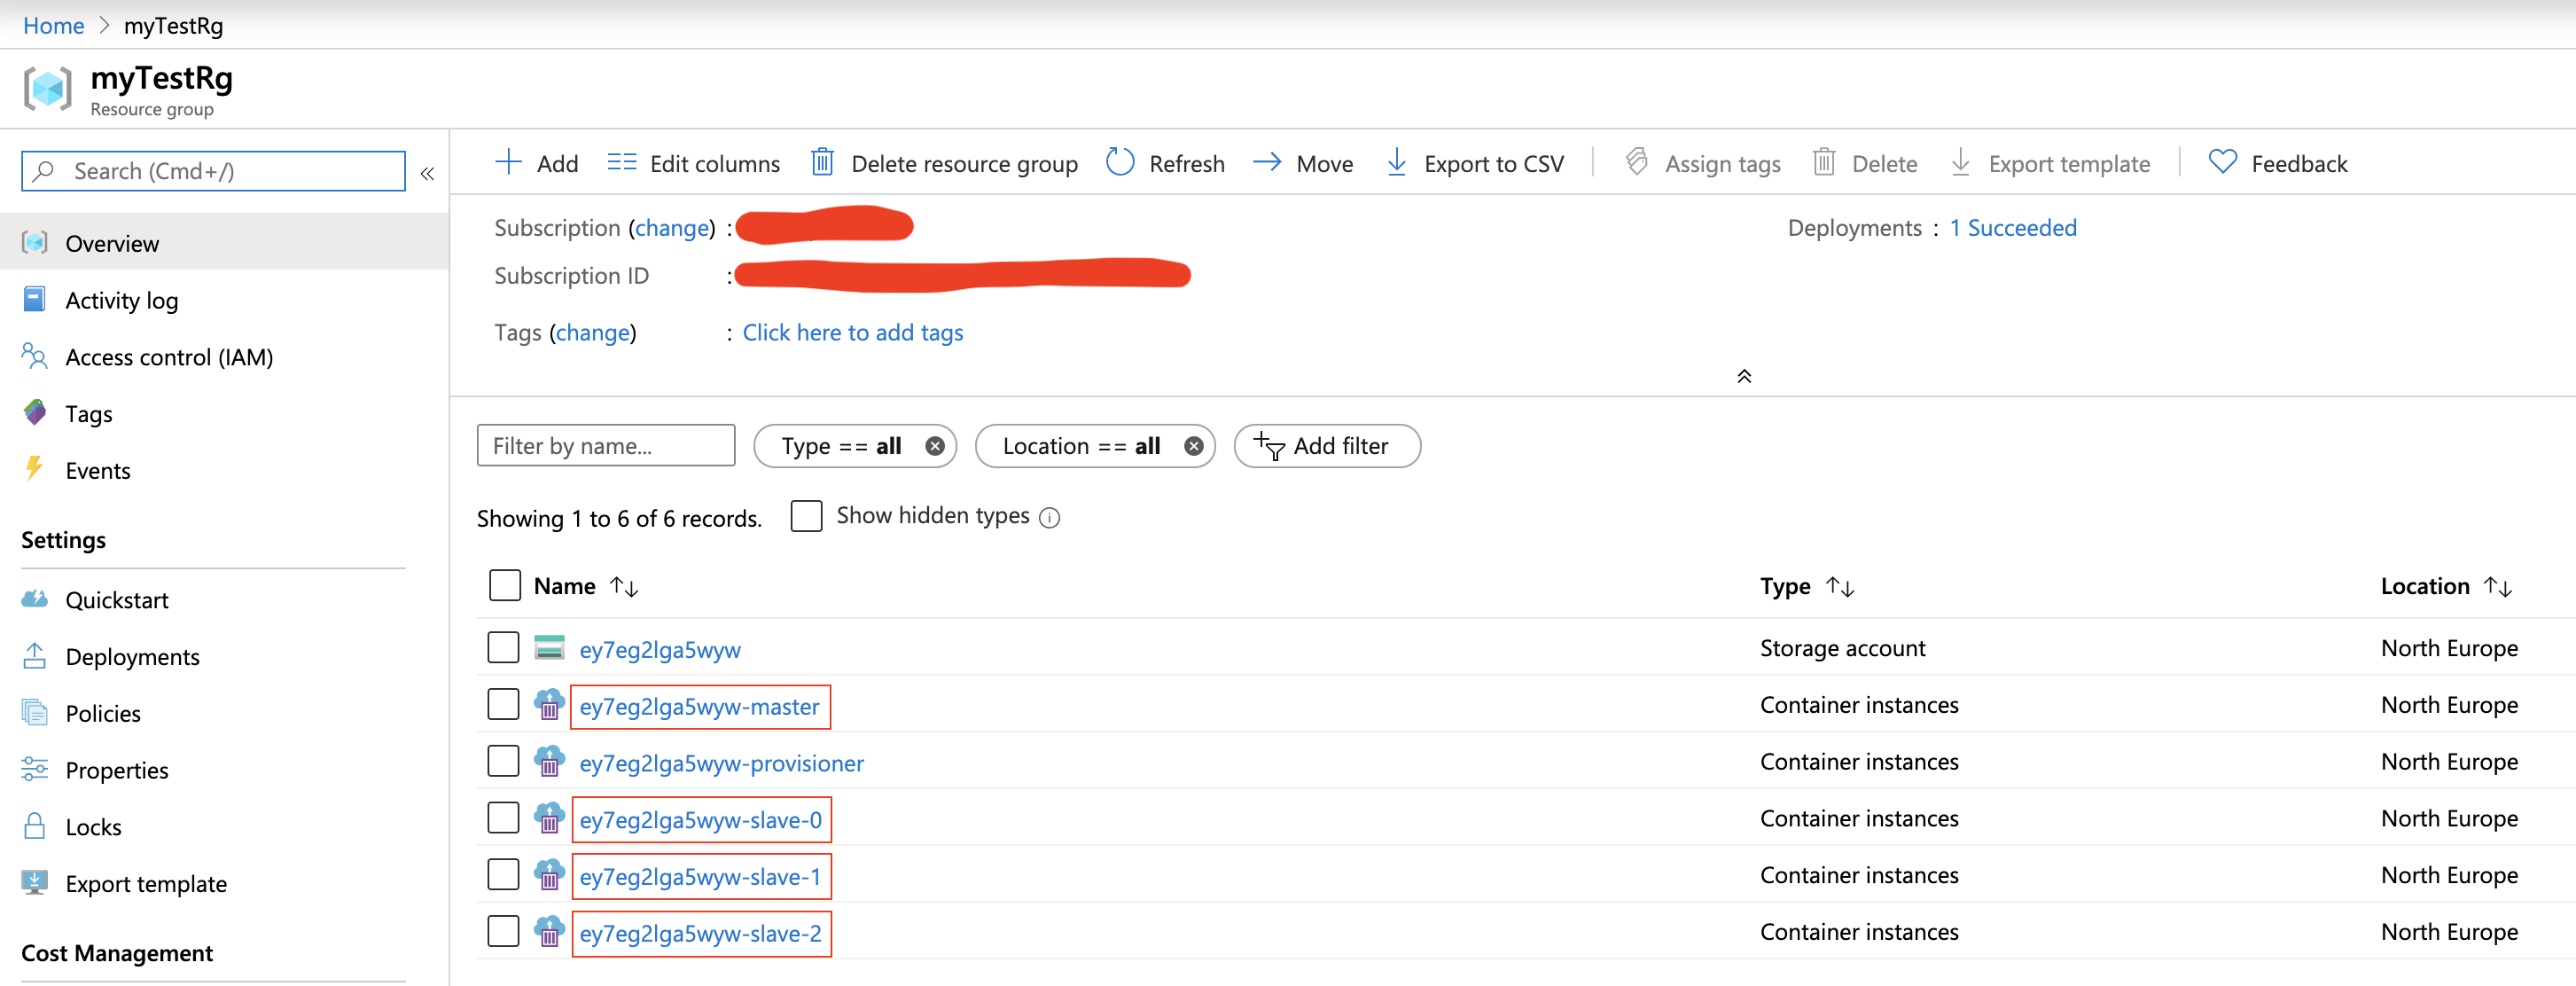 Home > myTestRg
myTestRg
Resource group
Search (Cmd+/)
«
Overview
Activity log
Access control (IAM)
Tags
Events
Settings
Quickstart
Deployments
Policies
Properties
Locks
Export template
Cost Management
Add Edit columns Delete resource group Refresh Move Export to CSV Assign tags Delete Export template Feedback
Subscription (change) : Deployments : 1 Succeeded
Subscription ID :
Tags (change) : Click here to add tags
Filter by name... Type == all Location == all Add filter
Showing 1 to 6 of 6 records. Show hidden types
Name Type Location
ey7eg2lga5wyw Storage account North Europe
ey7eg2lga5wyw-master Container instances North Europe
ey7eg2lga5wyw-provisioner Container instances North Europe
ey7eg2lga5wyw-slave-0 Container instances North Europe
ey7eg2lga5wyw-slave-1 Container instances North Europe
ey7eg2lga5wyw-slave-2 Container instances North Europe